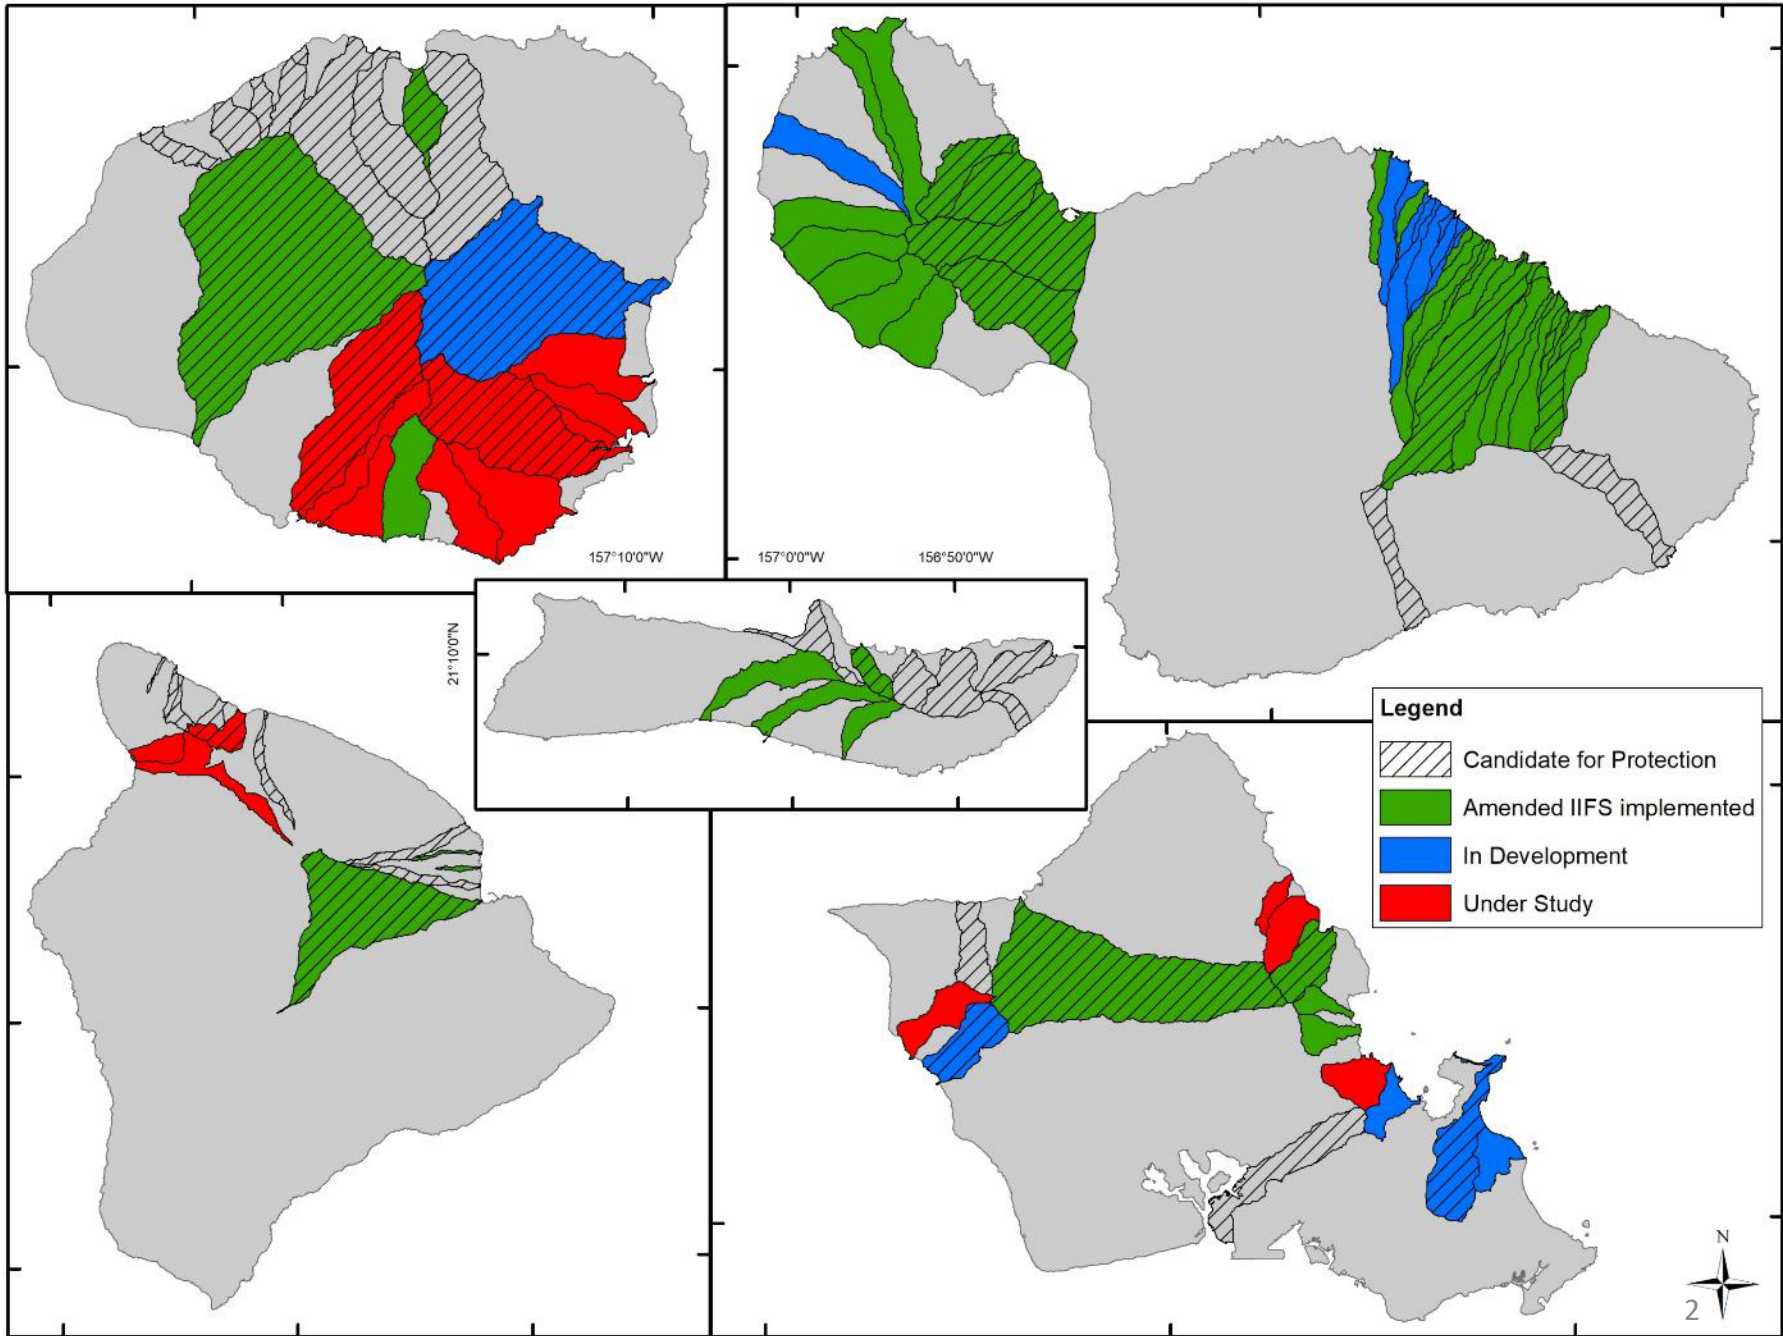 157°10'0"W
157°0'0"W
156°50'0"W
21°10'0"N
Legend
Candidate for Protection
Amended IIFS implemented
In Development
Under Study
N
2